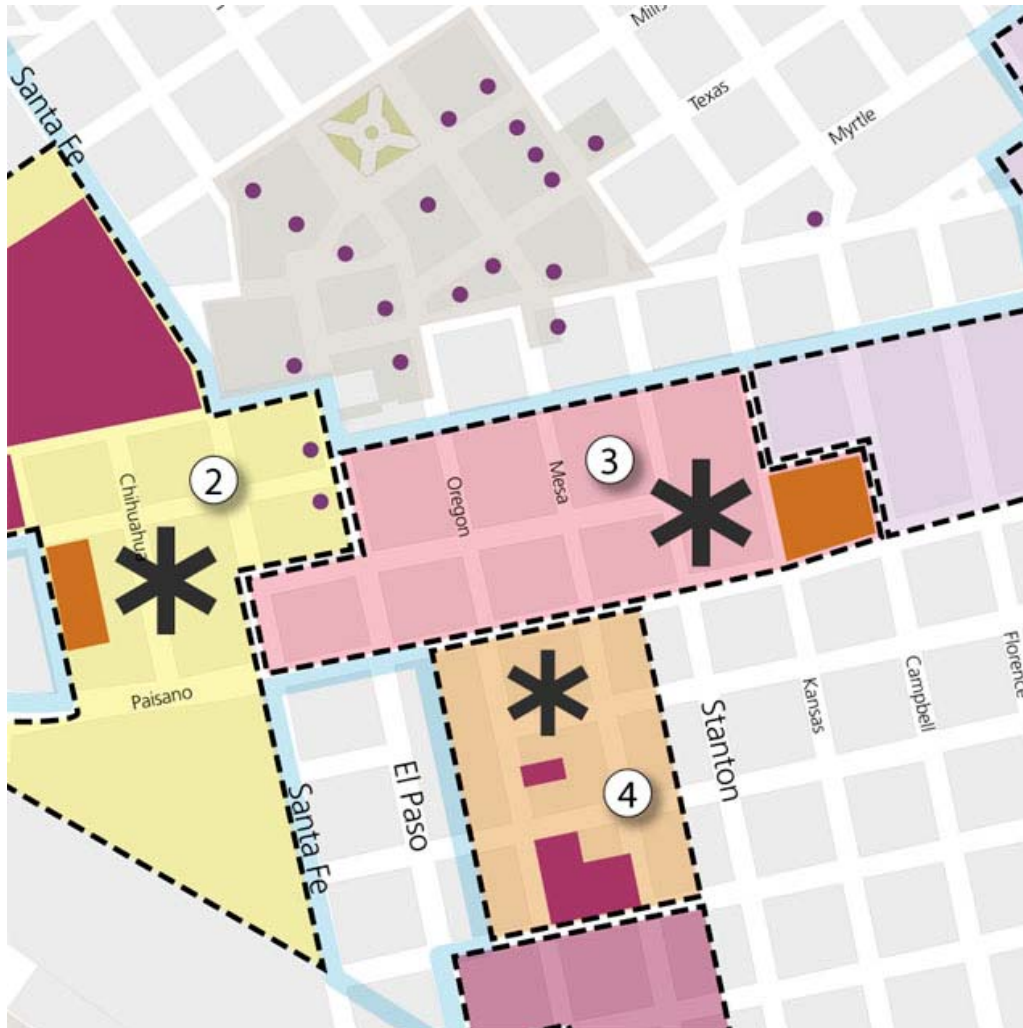 Mills
Santa Fe
Texas
Myrtle
3
2
Chihuahua
Oregon
Mesa
Paisano
Florence
Campbell
Kansas
Stanton
4
El Paso
Santa Fe